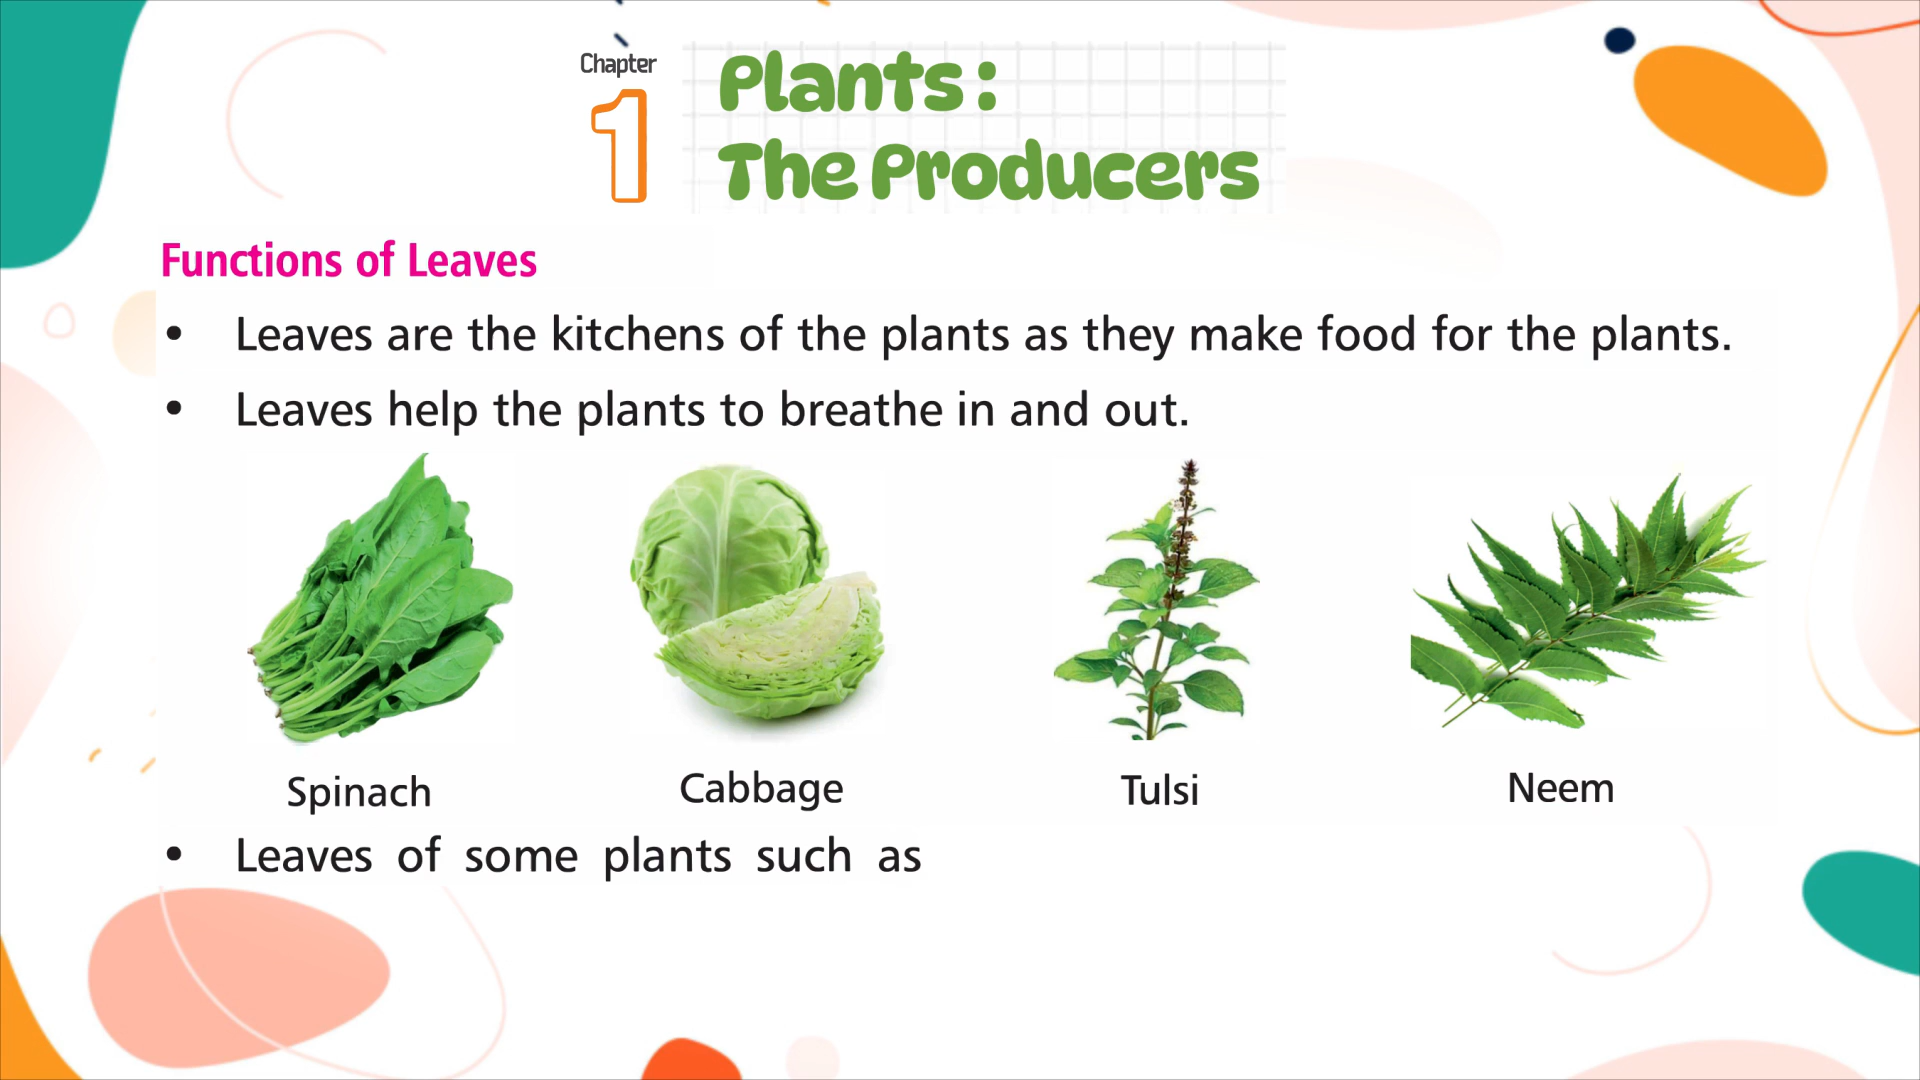 Chapter
1
Plants:
The Producers
Functions of Leaves
• Leaves are the kitchens of the plants as they make food for the plants.
• Leaves help the plants to breathe in and out.
Spinach Cabbage Tulsi Neem
• Leaves of some plants such as